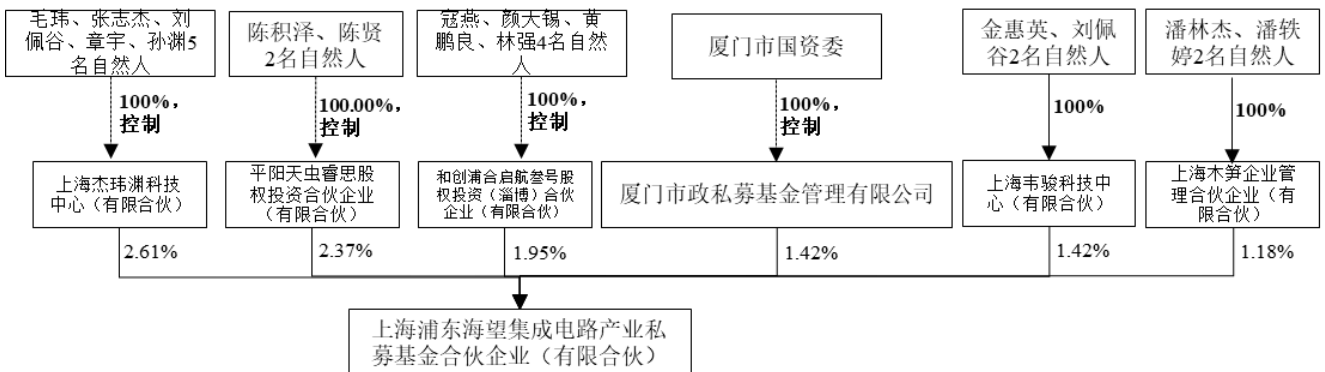 毛玮、张志杰、刘
佩谷、章宇、孙渊5
名自然人
陈积泽、陈贤
2名自然人
寇燕、颜大锡、黄
鹏良、林强4名自然
人
厦门市国资委
金惠英、刘佩
谷2名自然人
潘林杰、潘轶
婷2名自然人
100%，
控制
100.00%，
控制
100%，
控制
100%，
控制
100%
100%
上海杰玮渊科技
中心（有限合伙）
平阳天虫睿思股
权投资合伙企业
（有限合伙）
和创浦合启航叁号股
权投资（淄博）合伙
企业（有限合伙）
厦门市政私募基金管理有限公司
上海韦骏科技中
心（有限合伙）
上海木笋企业管
理合伙企业（有
限合伙）
2.61%
2.37%
1.95%
1.42%
1.42%
1.18%
上海浦东海望集成电路产业私
募基金合伙企业（有限合伙）